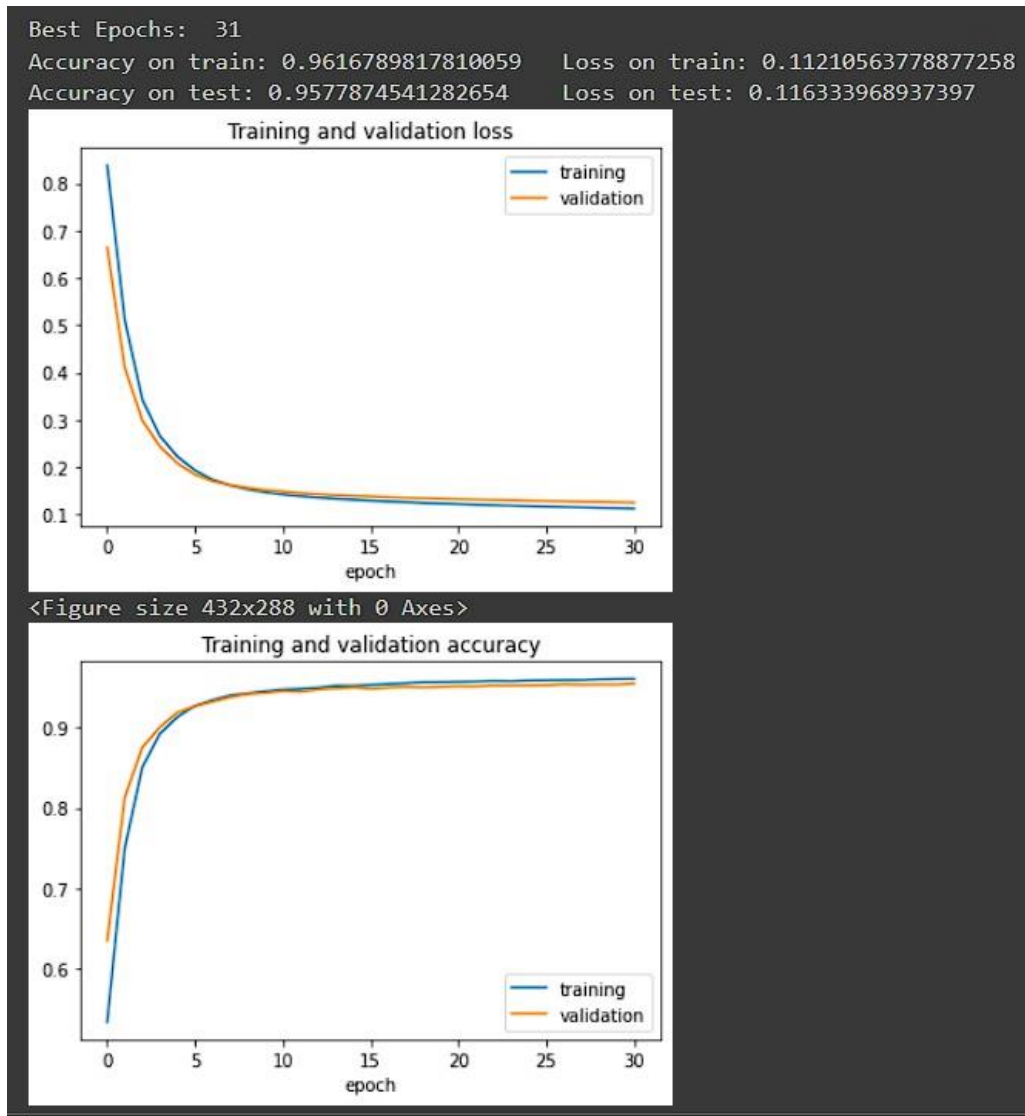 Best Epochs:  31
Accuracy on train: 0.9616789817810059   Loss on train: 0.11210563778877258
Accuracy on test: 0.9577874541282654    Loss on test: 0.116333968937397
Training and validation loss
training
validation
0.8
0.7
0.6
0.5
0.4
0.3
0.2
0.1
0 5 10 15 20 25 30
epoch
<Figure size 432x288 with 0 Axes>
Training and validation accuracy
0.9
0.8
0.7
0.6
training
validation
0 5 10 15 20 25 30
epoch